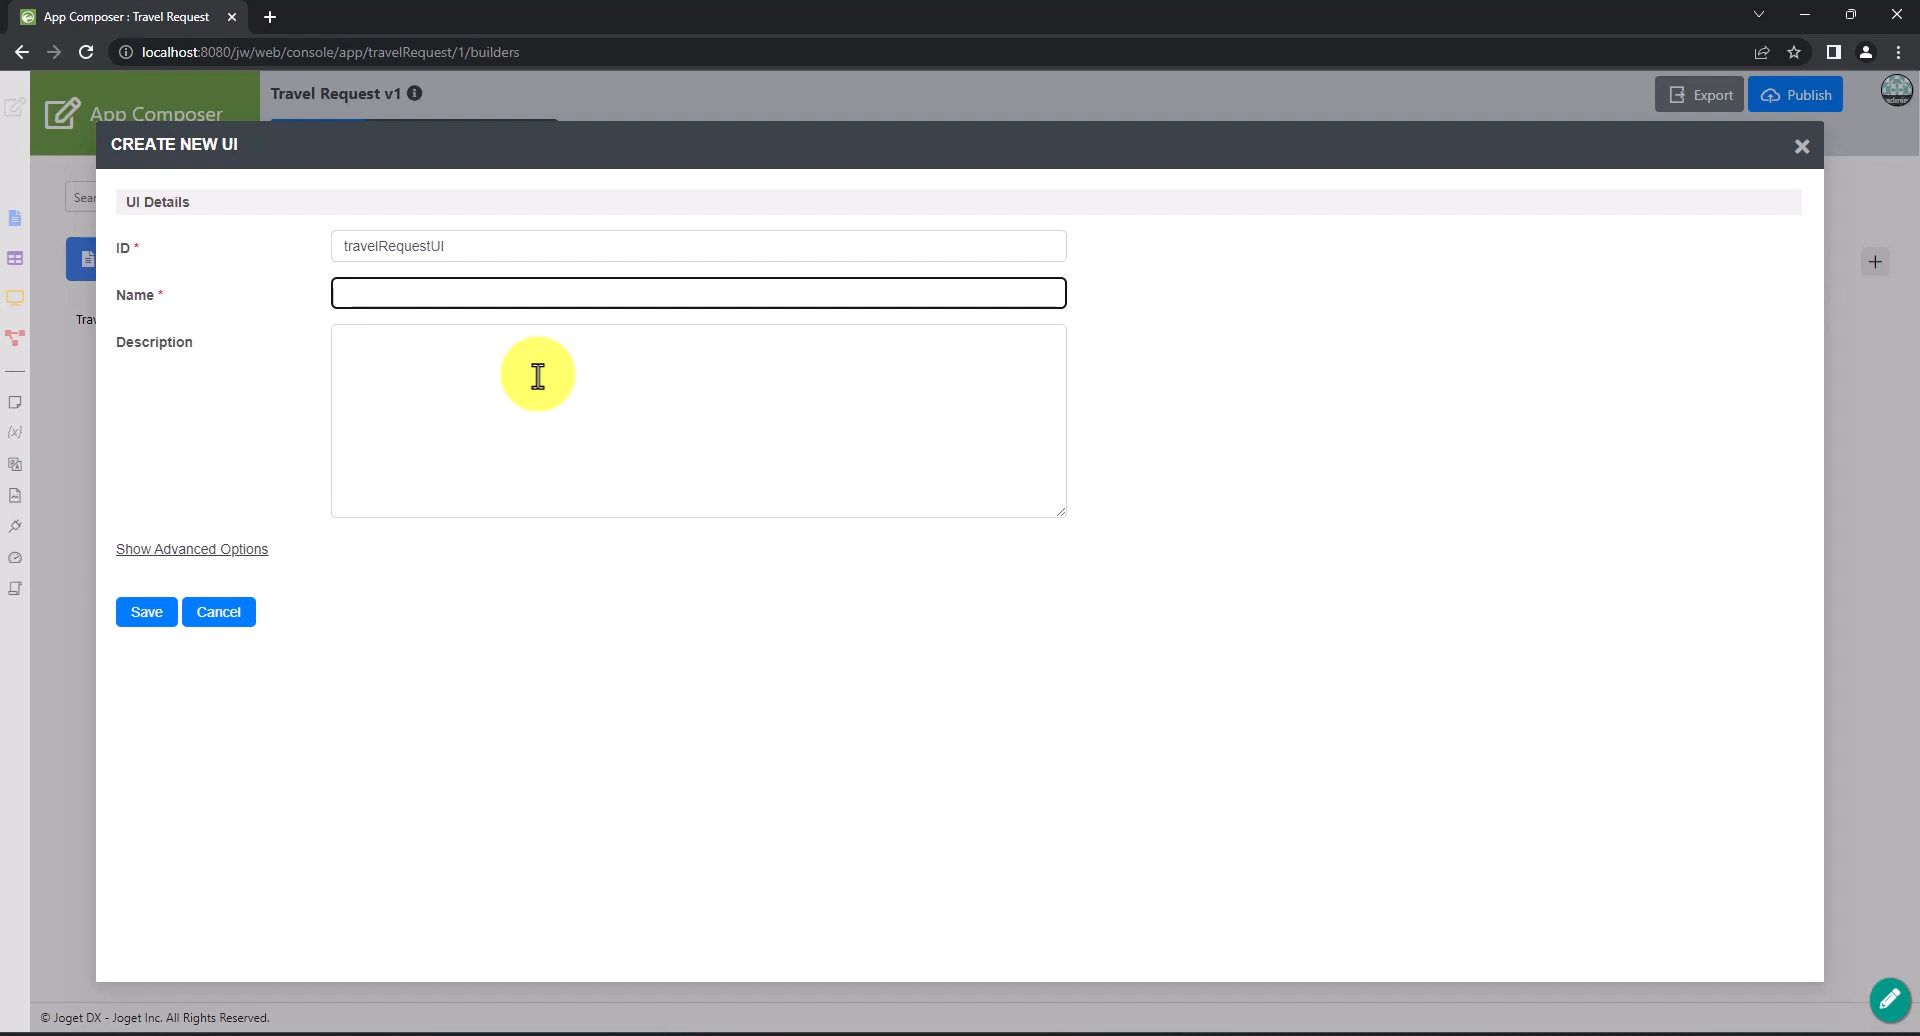 App Composer : Travel Request
localhost:8080/jw/web/console/app/travelRequest/1/builders
App Composer
Travel Request v1
Export
Publish
CREATE NEW UI
UI Details
ID *
travelRequestUI
Name *
Description
Show Advanced Options
Save
Cancel
© Joget DX - Joget Inc. All Rights Reserved.